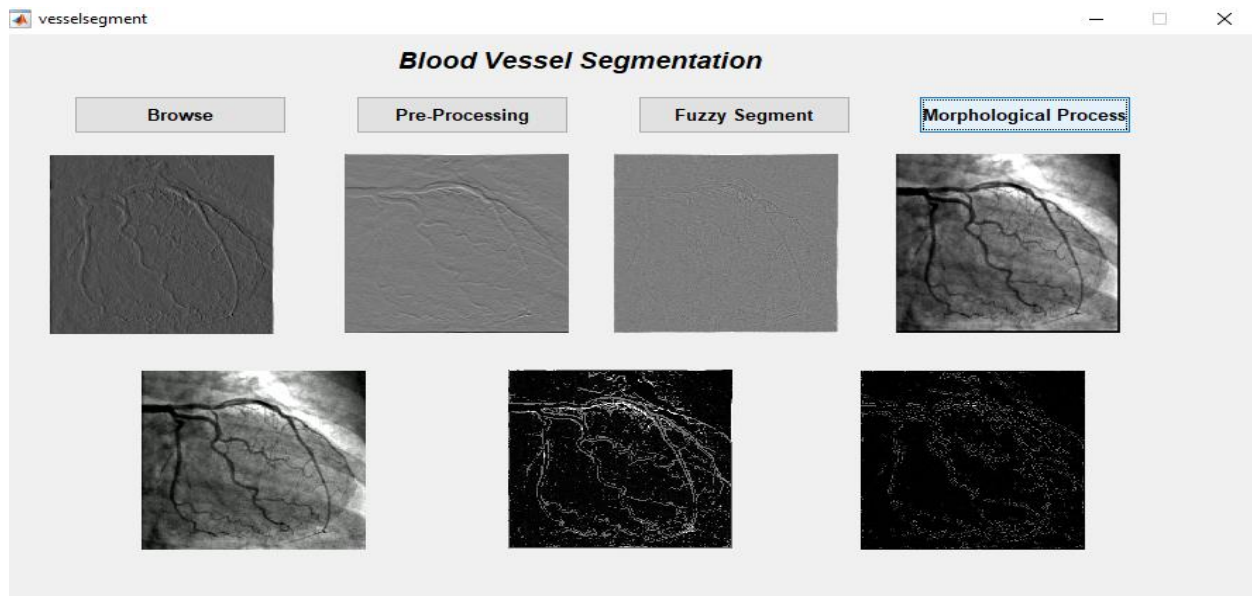 vesselsegment
Blood Vessel Segmentation
Browse
Pre-Processing
Fuzzy Segment
Morphological Process